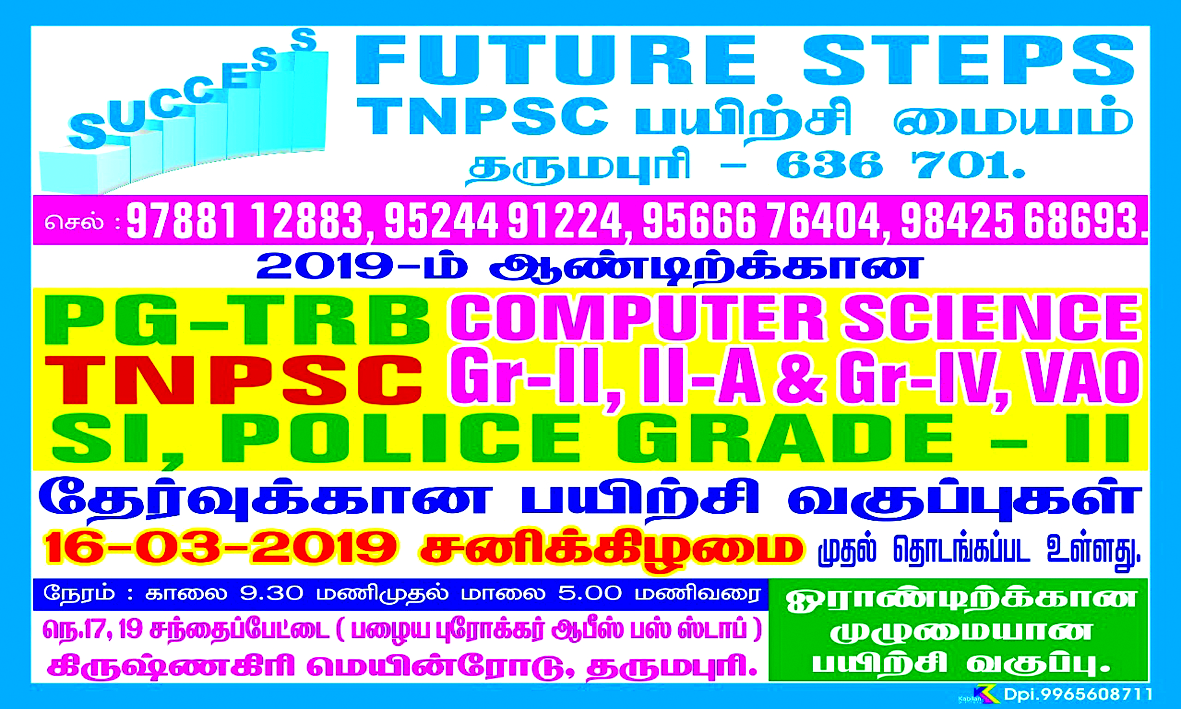 SUCCESS
FUTURE STEPS
TNPSC பயிற்சி மையம்
தருமபுரி – 636 701.
செல் : 97881 12883, 95244 91224, 95666 76404, 98425 68693.
2019-ம் ஆண்டிற்க்கான
PG-TRB COMPUTER SCIENCE
TNPSC Gr-II, II-A & Gr-IV, VAO
SI, POLICE GRADE - II
தேர்வுக்கான பயிற்சி வகுப்புகள்
16-03-2019 சனிக்கிழமை முதல் தொடங்கப்பட உள்ளது.
நேரம் : காலை 9.30 மணிமுதல் மாலை 5.00 மணிவரை
நெ.17, 19 சந்தைப்பேட்டை ( பழைய புரோக்கர் ஆபீஸ் பஸ் ஸ்டாப் )
கிருஷ்ணகிரி மெயின்ரோடு, தருமபுரி.
ஓராண்டிற்க்கான
முழுமையான
பயிற்சி வகுப்பு.
Dpi.9965608711